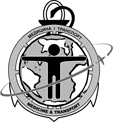 МЕДИЦИНА І ТРАНСПОРТ
MEDICINE & TRANSPORT